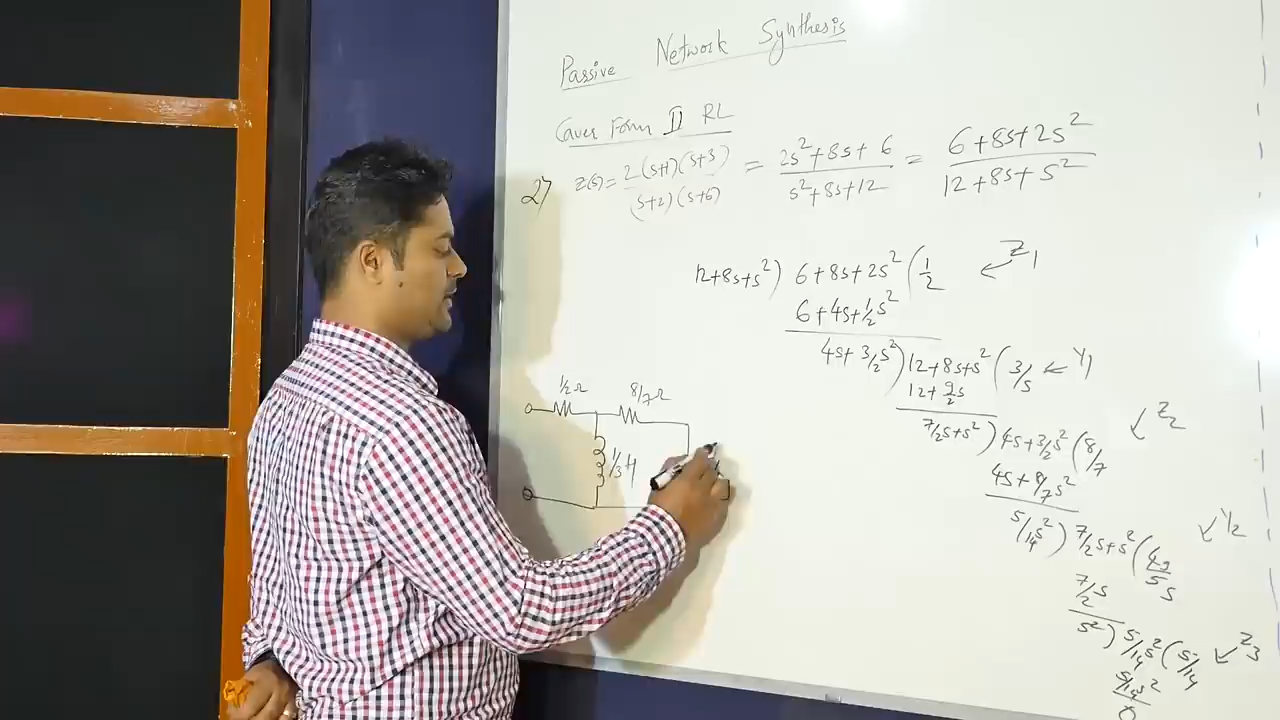 Passive Network Synthesis
Cauer Form II RL
27 Z(s) = 2(s+1)(s+3) / (s+2)(s+6) = 2s²+8s+6 / s²+8s+12 = 6+8s+2s² / 12+8s+s²
12+8s+s²) 6+8s+2s² (1/2 ← Z1
6+4s+1/2s²
4s+3/2s²) 12+8s+s² (3/s ← Y1
12+9/2s
7/2s+s²) 4s+3/2s² (8/7 ← Z2
4s+8/7s²
5/14s²) 7/2s+s² (49/5s ← Y2
7/2s
s²) 5/14s² (5/14 ← Z3
5/14s²
0
1/2Ω
8/7Ω
1/3H